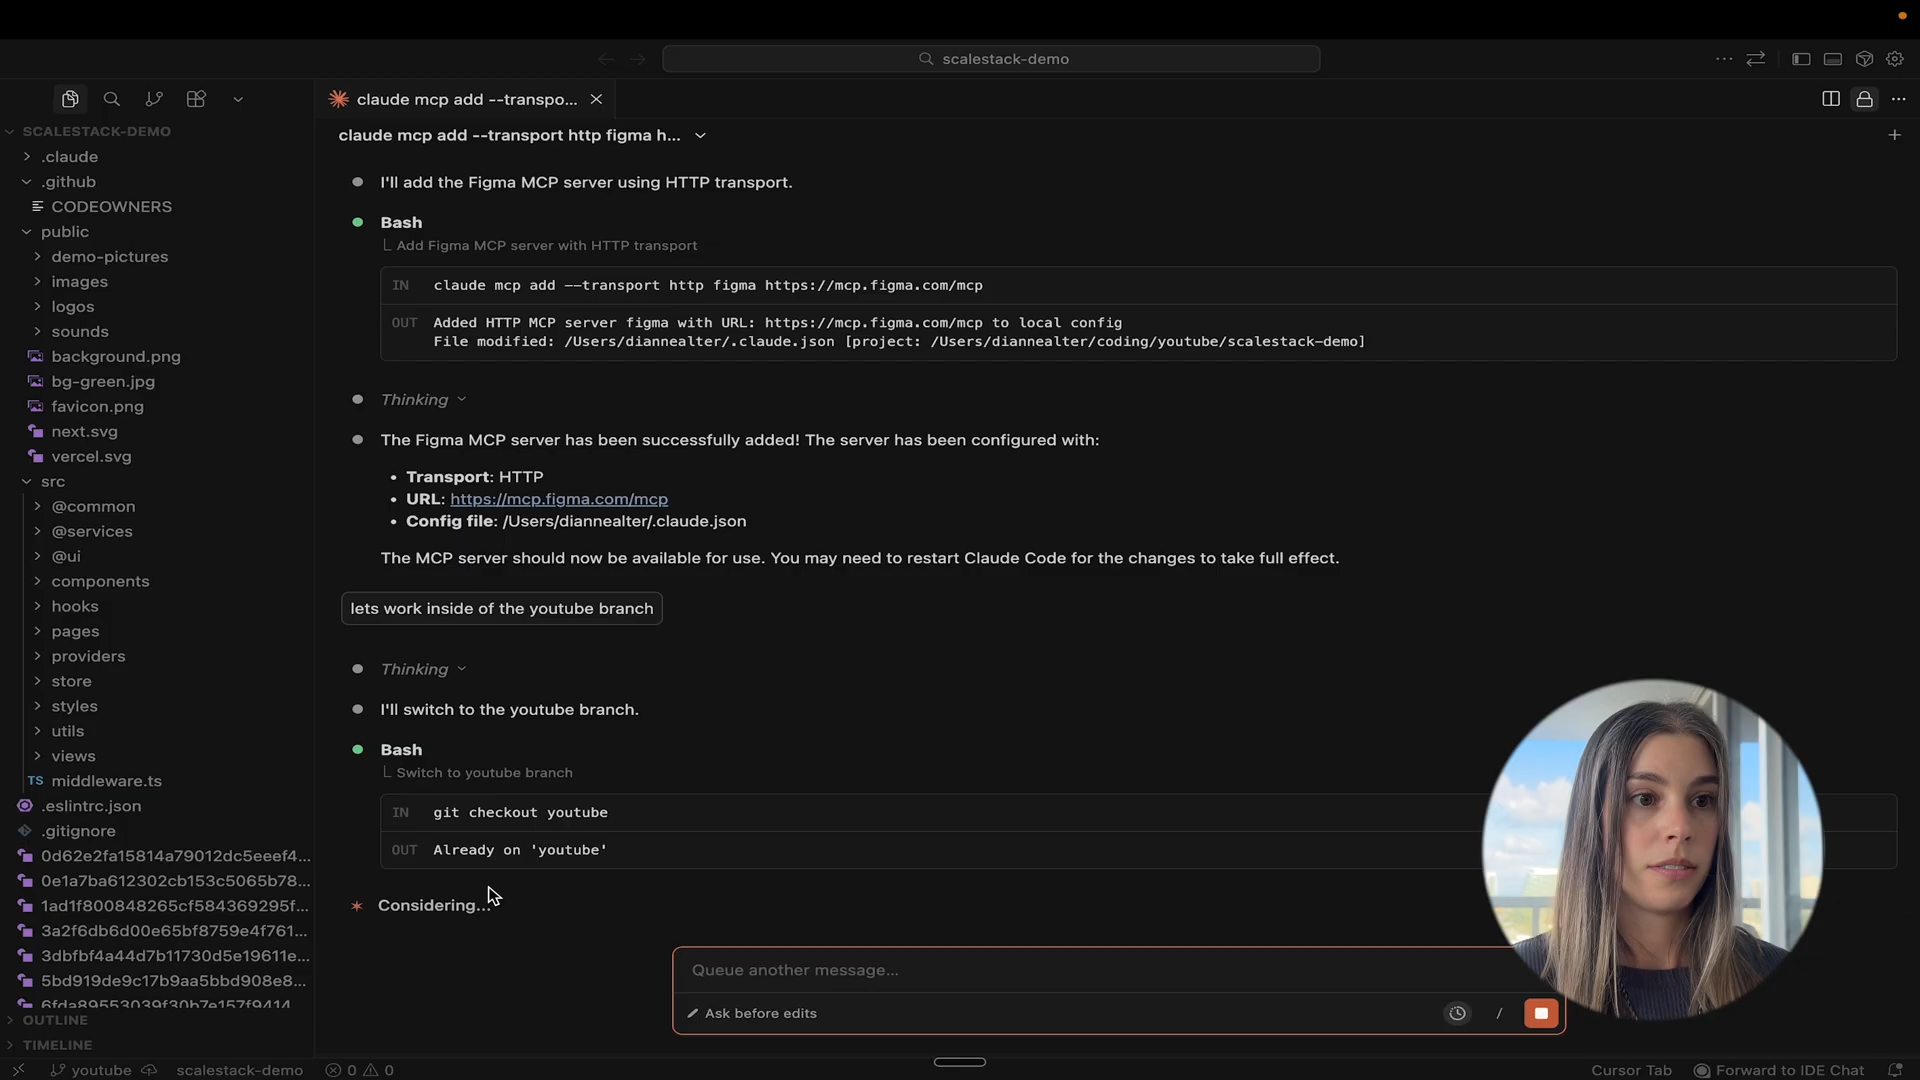 scalestack-demo
claude mcp add --transpo...
SCALESTACK-DEMO
.claude
.github
CODEOWNERS
public
demo-pictures
images
logos
sounds
background.png
bg-green.jpg
favicon.png
next.svg
vercel.svg
src
@common
@services
@ui
components
hooks
pages
providers
store
styles
utils
views
TS middleware.ts
.eslintrc.json
.gitignore
0d62e2fa15814a79012dc5eeef4...
0e1a7ba612302cb153c5065b78...
1ad1f800848265cf584369295f...
3a2f6db6d00e65bf8759e4f761...
3dbfbf4a44d7b11730d5e19611e...
5bd919de9c17b9aa5bbd908e8...
6fda89553039f30b7e157f9414
OUTLINE
TIMELINE
claude mcp add --transport http figma h...
I'll add the Figma MCP server using HTTP transport.
Bash
Add Figma MCP server with HTTP transport
IN claude mcp add --transport http figma https://mcp.figma.com/mcp
OUT Added HTTP MCP server figma with URL: https://mcp.figma.com/mcp to local config
File modified: /Users/diannealter/.claude.json [project: /Users/diannealter/coding/youtube/scalestack-demo]
Thinking
The Figma MCP server has been successfully added! The server has been configured with:
• Transport: HTTP
• URL: https://mcp.figma.com/mcp
• Config file: /Users/diannealter/.claude.json
The MCP server should now be available for use. You may need to restart Claude Code for the changes to take full effect.
lets work inside of the youtube branch
Thinking
I'll switch to the youtube branch.
Bash
Switch to youtube branch
IN git checkout youtube
OUT Already on 'youtube'
Considering...
Queue another message...
Ask before edits
/
youtube scalestack-demo 0 0
Cursor Tab Forward to IDE Chat